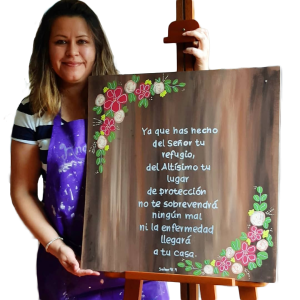 Ya que has hecho
del Señor tu
refugio,
del Altísimo tu
lugar
de protección
no te sobrevendrá
ningún mal
ni la enfermedad
llegará
a tu casa.